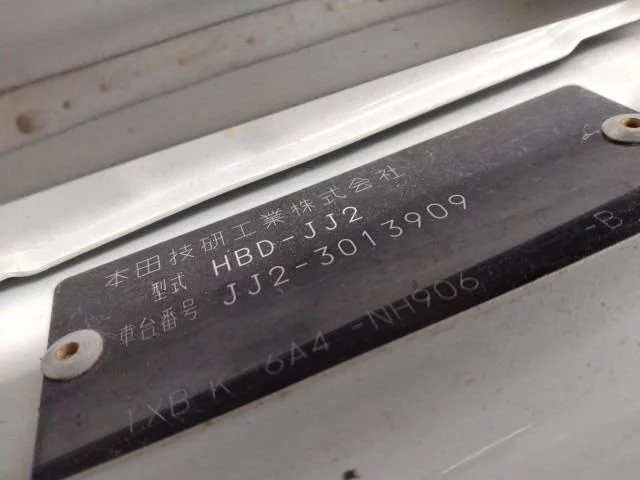 本田技研工業株式会社
型式 HBD-JJ2
車台番号 JJ2-3013909
1XB K 6A4 -NH906 -B-